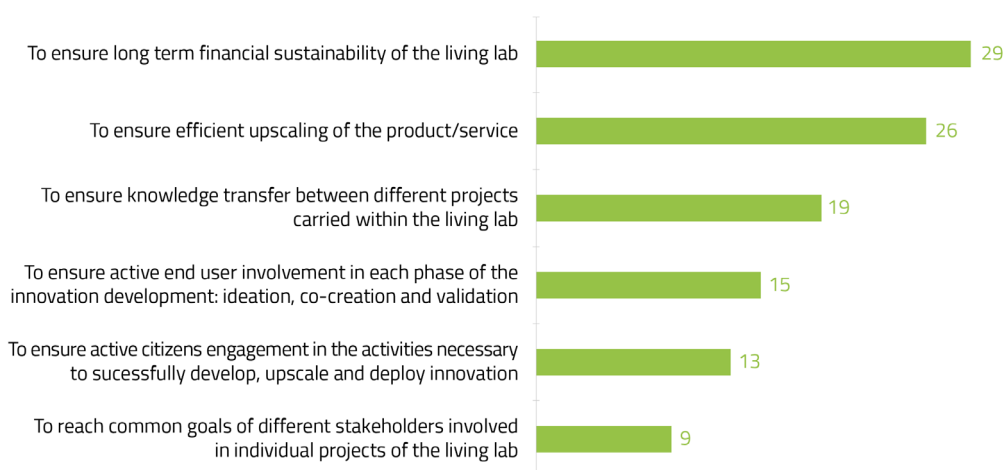 To ensure long term financial sustainability of the living lab
29
To ensure efficient upscaling of the product/service
26
To ensure knowledge transfer between different projects
carried within the living lab
19
To ensure active end user involvement in each phase of the
innovation development: ideation, co-creation and validation
15
To ensure active citizens engagement in the activities necessary
to sucessfully develop, upscale and deploy innovation
13
To reach common goals of different stakeholders involved
in individual projects of the living lab
9